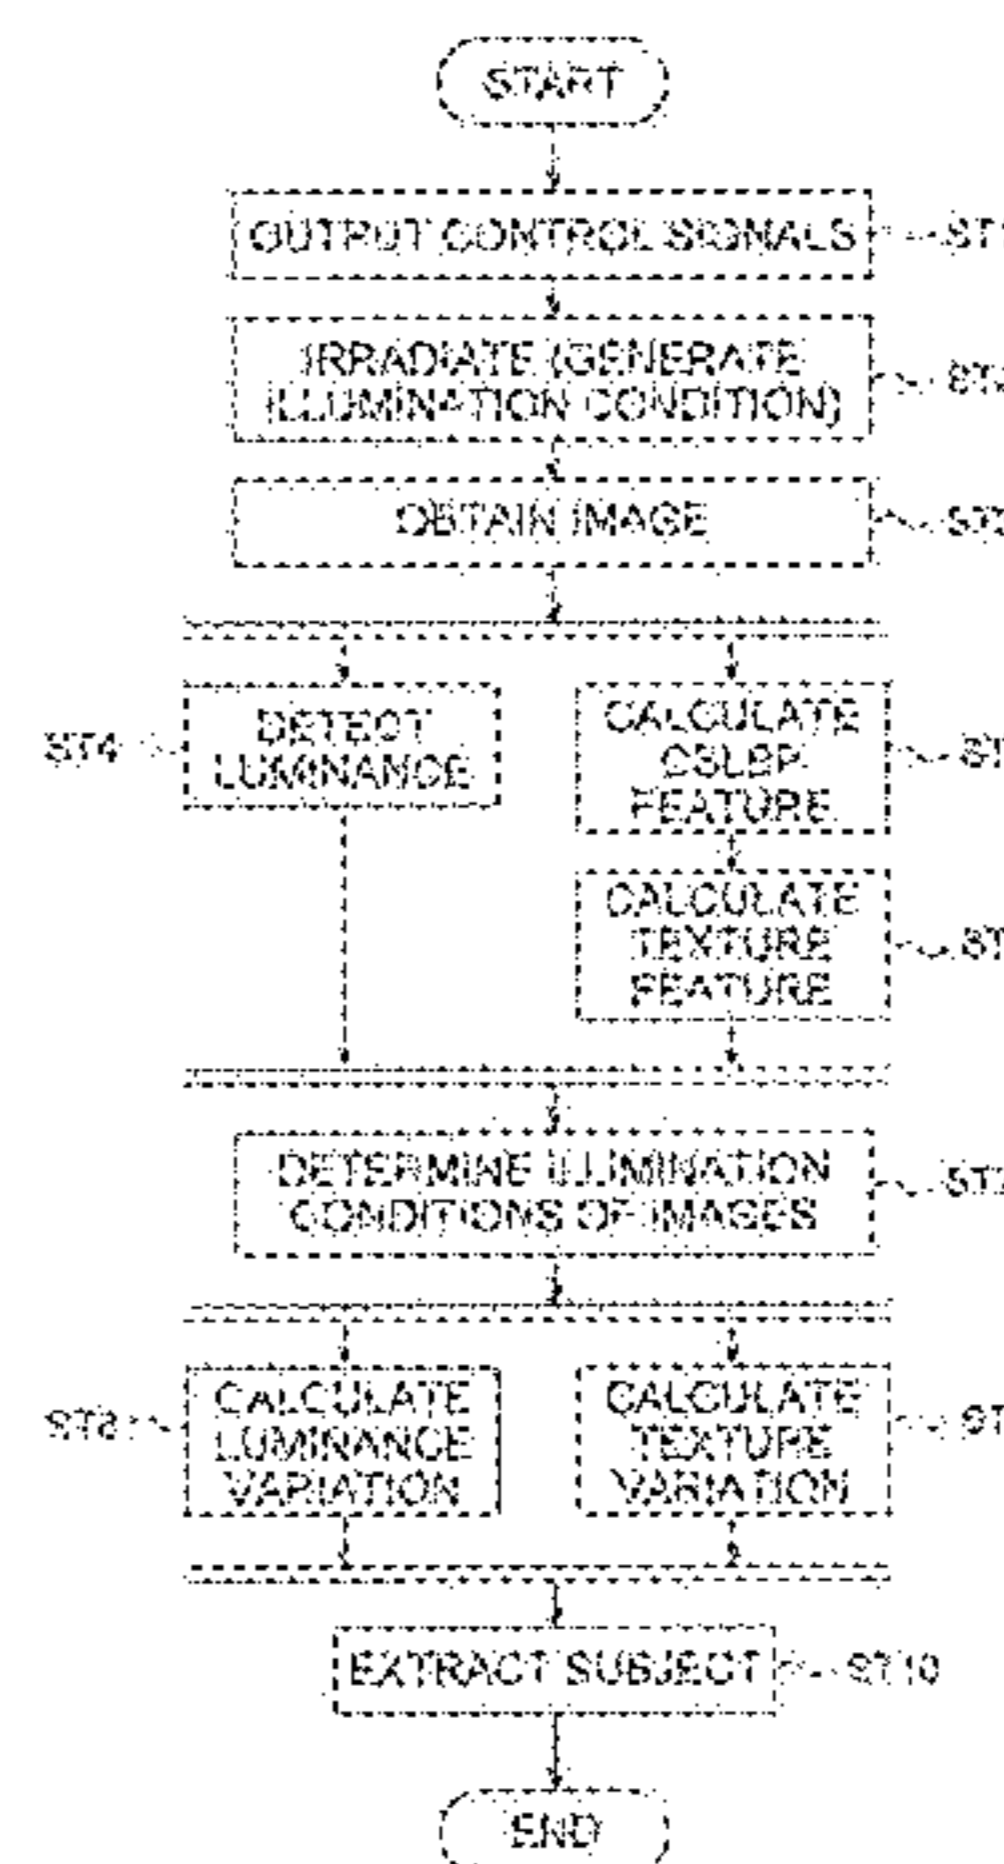 START
OUTPUT CONTROL SIGNALS
IRRADIATE (GENERATE
ILLUMINATION CONDITION)
OBTAIN IMAGE
ST4
DETECT
LUMINANCE
CALCULATE
CSLBP
FEATURE
CALCULATE
TEXTURE
FEATURE
DETERMINE ILLUMINATION
CONDITIONS OF IMAGES
ST8
CALCULATE
LUMINANCE
VARIATION
CALCULATE
TEXTURE
VARIATION
EXTRACT SUBJECT
ST10
END